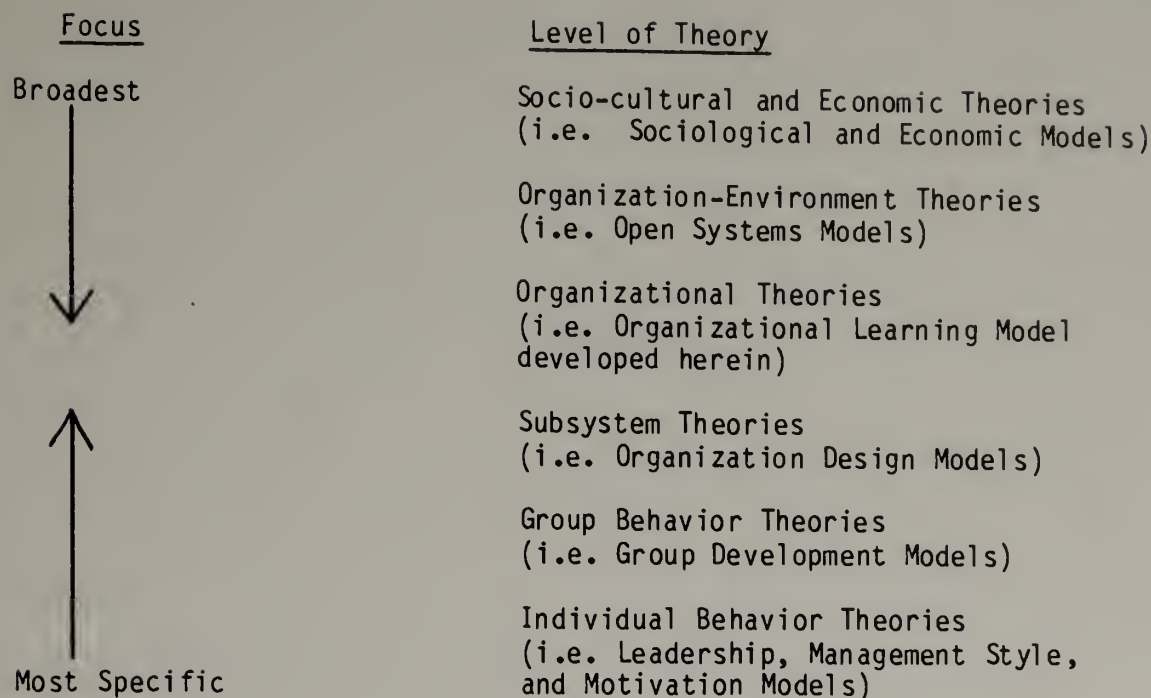 Focus
Level of Theory
Broadest
Socio-cultural and Economic Theories
(i.e. Sociological and Economic Models)
Organization-Environment Theories
(i.e. Open Systems Models)
Organizational Theories
(i.e. Organizational Learning Model
developed herein)
Subsystem Theories
(i.e. Organization Design Models)
Group Behavior Theories
(i.e. Group Development Models)
Individual Behavior Theories
(i.e. Leadership, Management Style,
and Motivation Models)
Most Specific